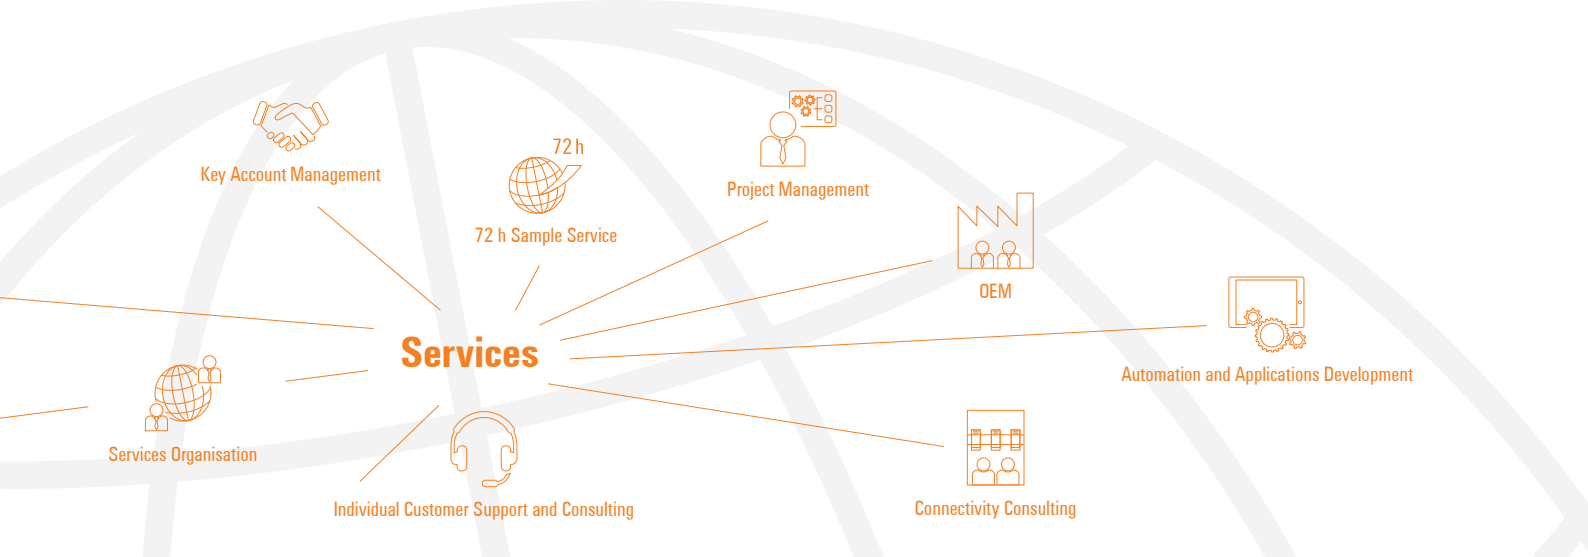 72 h
Key Account Management
Project Management
72 h Sample Service
OEM
Services
Automation and Applications Development
Services Organisation
Individual Customer Support and Consulting
Connectivity Consulting